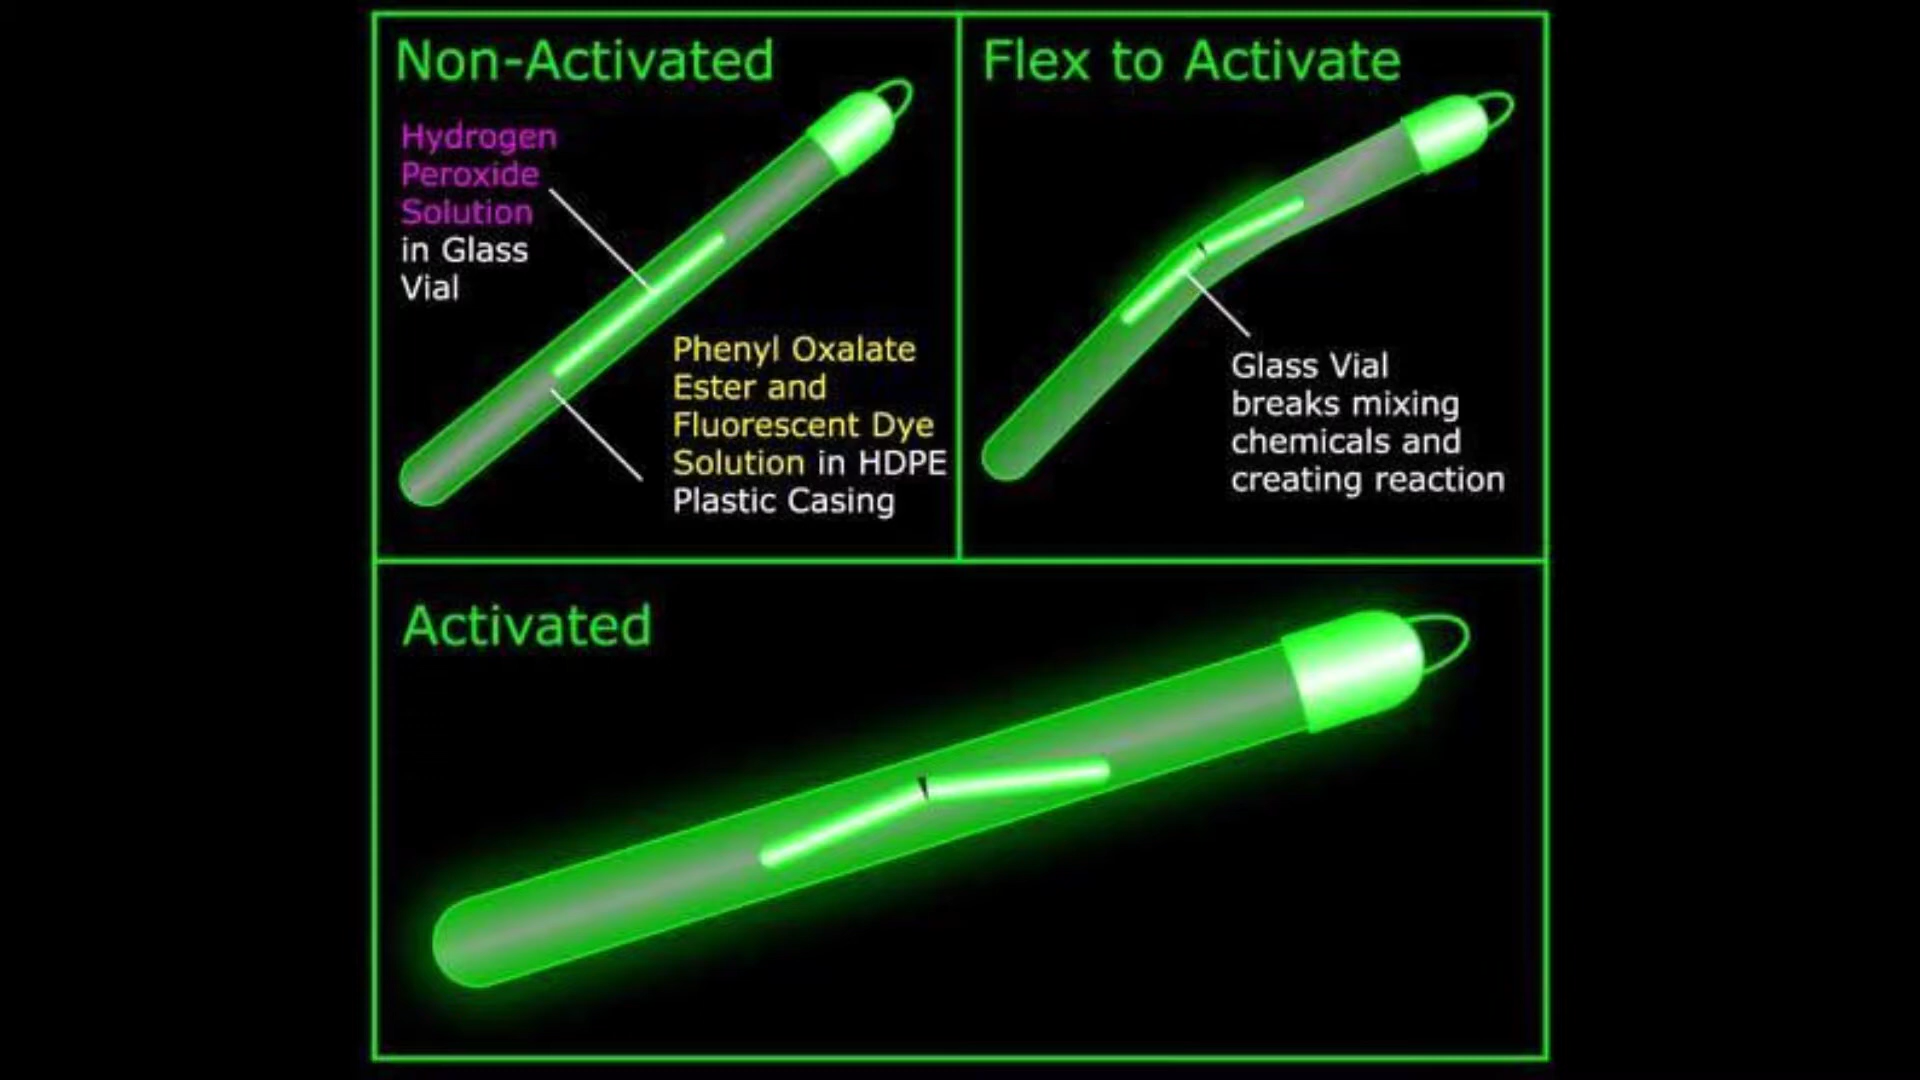 Non-Activated
Hydrogen
Peroxide
Solution
in Glass
Vial
Phenyl Oxalate
Ester and
Fluorescent Dye
Solution in HDPE
Plastic Casing
Flex to Activate
Glass Vial
breaks mixing
chemicals and
creating reaction
Activated